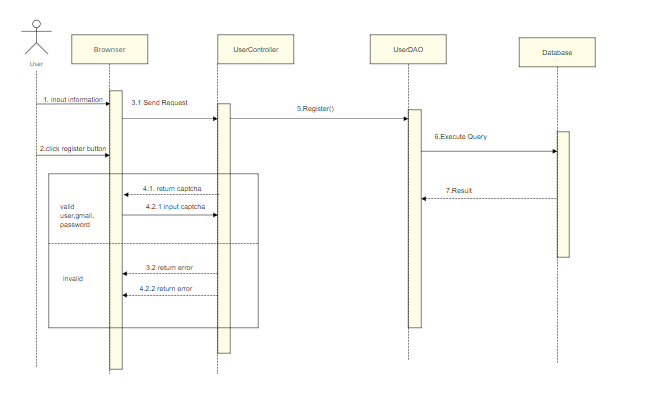 Brownser
UserController
UserDAO
Database
User
1. input information
3.1 Send Request
5.Register()
6.Execute Query
2.click register button
4.1. return captcha
7.Result
valid
user,gmail,
password
4.2.1 input captcha
3.2 return error
invalid
4.2.2 return error